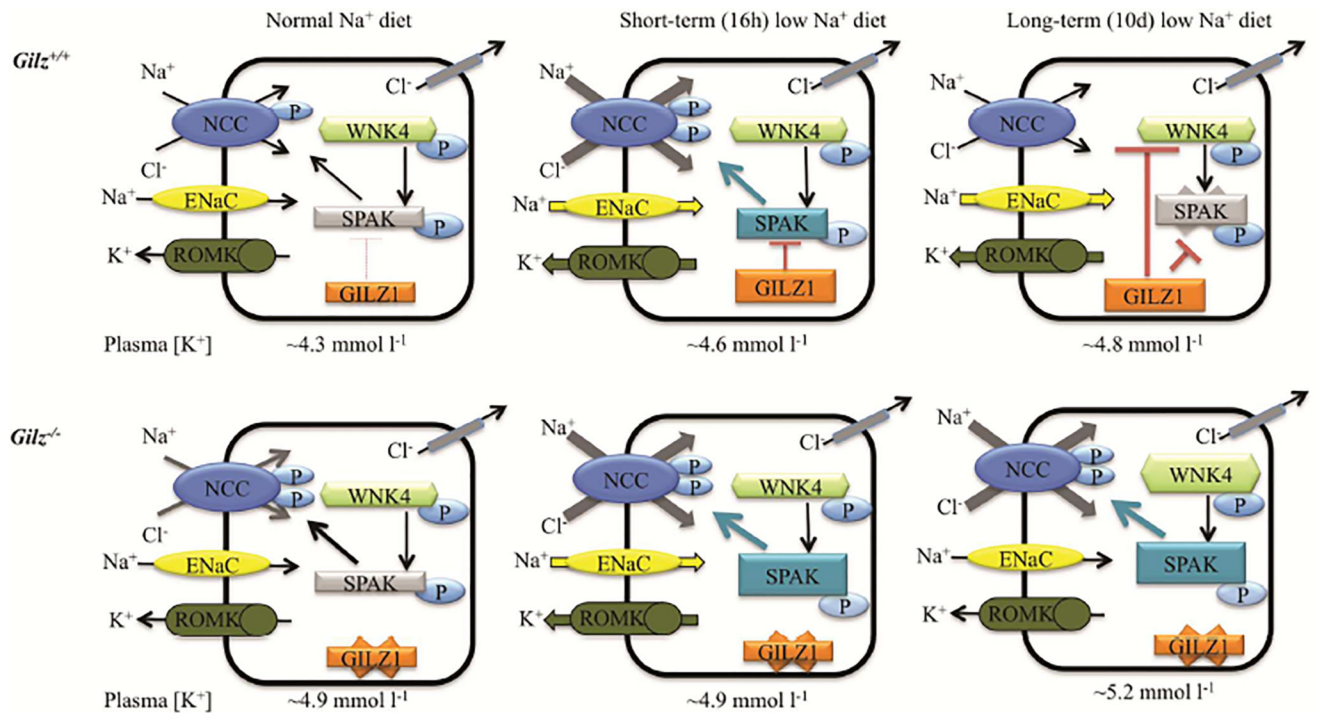 Normal Na⁺ diet
Short-term (16h) low Na⁺ diet
Long-term (10d) low Na⁺ diet
Gilz⁺/⁺
Na⁺
NCC
P
Cl⁻
Cl⁻
WNK4
P
Na⁺
ENaC
SPAK
P
K⁺
ROMK
GILZ1
Na⁺
NCC
P
P
Cl⁻
Cl⁻
WNK4
P
Na⁺
ENaC
SPAK
P
K⁺
ROMK
GILZ1
Na⁺
NCC
Cl⁻
Cl⁻
WNK4
P
Na⁺
ENaC
SPAK
P
K⁺
ROMK
GILZ1
Plasma [K⁺]
~4.3 mmol l⁻¹
~4.6 mmol l⁻¹
~4.8 mmol l⁻¹
Gilz⁻/⁻
Na⁺
NCC
P
P
Cl⁻
Cl⁻
WNK4
P
Na⁺
ENaC
SPAK
P
K⁺
ROMK
GILZ1
Na⁺
NCC
P
P
Cl⁻
Cl⁻
WNK4
P
Na⁺
ENaC
SPAK
P
K⁺
ROMK
GILZ1
Na⁺
NCC
P
P
Cl⁻
Cl⁻
WNK4
P
Na⁺
ENaC
SPAK
P
K⁺
ROMK
GILZ1
Plasma [K⁺]
~4.9 mmol l⁻¹
~4.9 mmol l⁻¹
~5.2 mmol l⁻¹